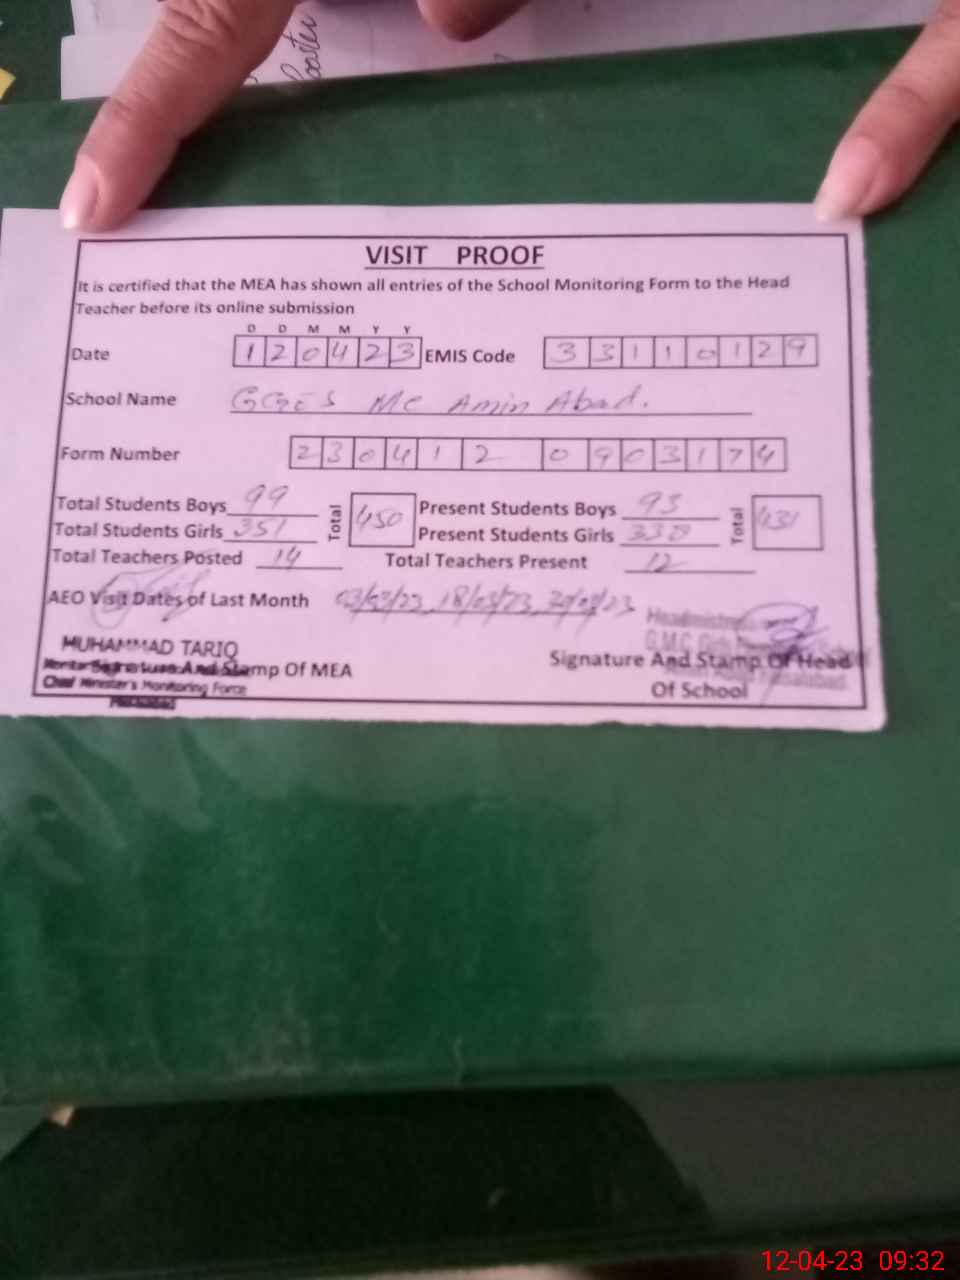 VISIT PROOF
It is certified that the MEA has shown all entries of the School Monitoring Form to the Head
Teacher before its online submission
D D M M Y Y
Date 1 2 0 4 2 3 EMIS Code 3 3 1 1 0 1 2 9
School Name GGES MC Amin Abad.
Form Number 2 3 0 4 1 2 0 9 0 3 1 7 4
Total Students Boys 99 Total 450 Present Students Boys 93 Total 431
Total Students Girls 351 Present Students Girls 338
Total Teachers Posted 14 Total Teachers Present 12
AEO Visit Dates of Last Month 03/03/23, 18/03/23,
Headmistress
MUHAMMAD TARIQ
Signature And Stamp Of MEA Signature And Stamp Of Head
Chief Minister's Monitoring Force Of School
Faisalabad
12-04-23 09:32